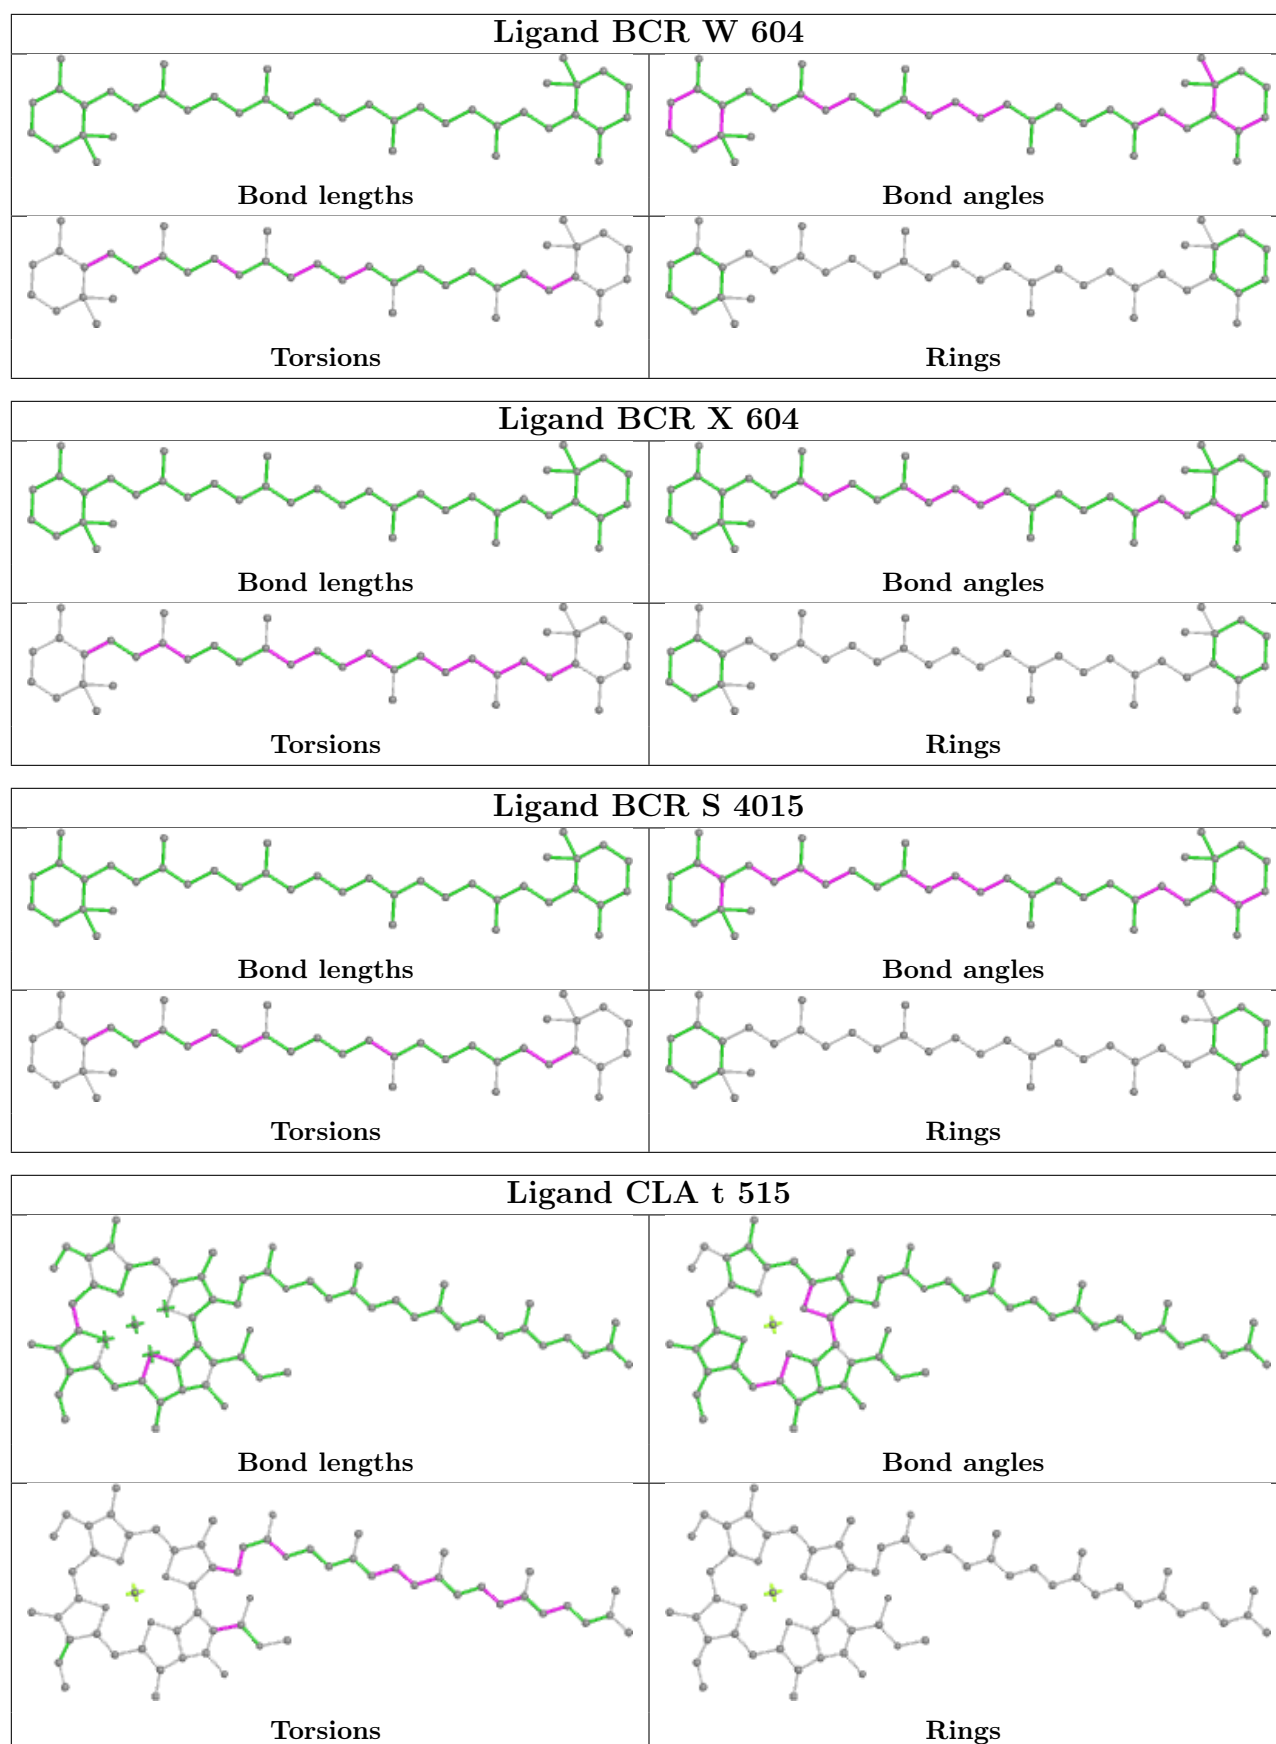 Ligand BCR W 604
Bond lengths
Bond angles
Torsions
Rings
Ligand BCR X 604
Bond lengths
Bond angles
Torsions
Rings
Ligand BCR S 4015
Bond lengths
Bond angles
Torsions
Rings
Ligand CLA t 515
Bond lengths
Bond angles
Torsions
Rings